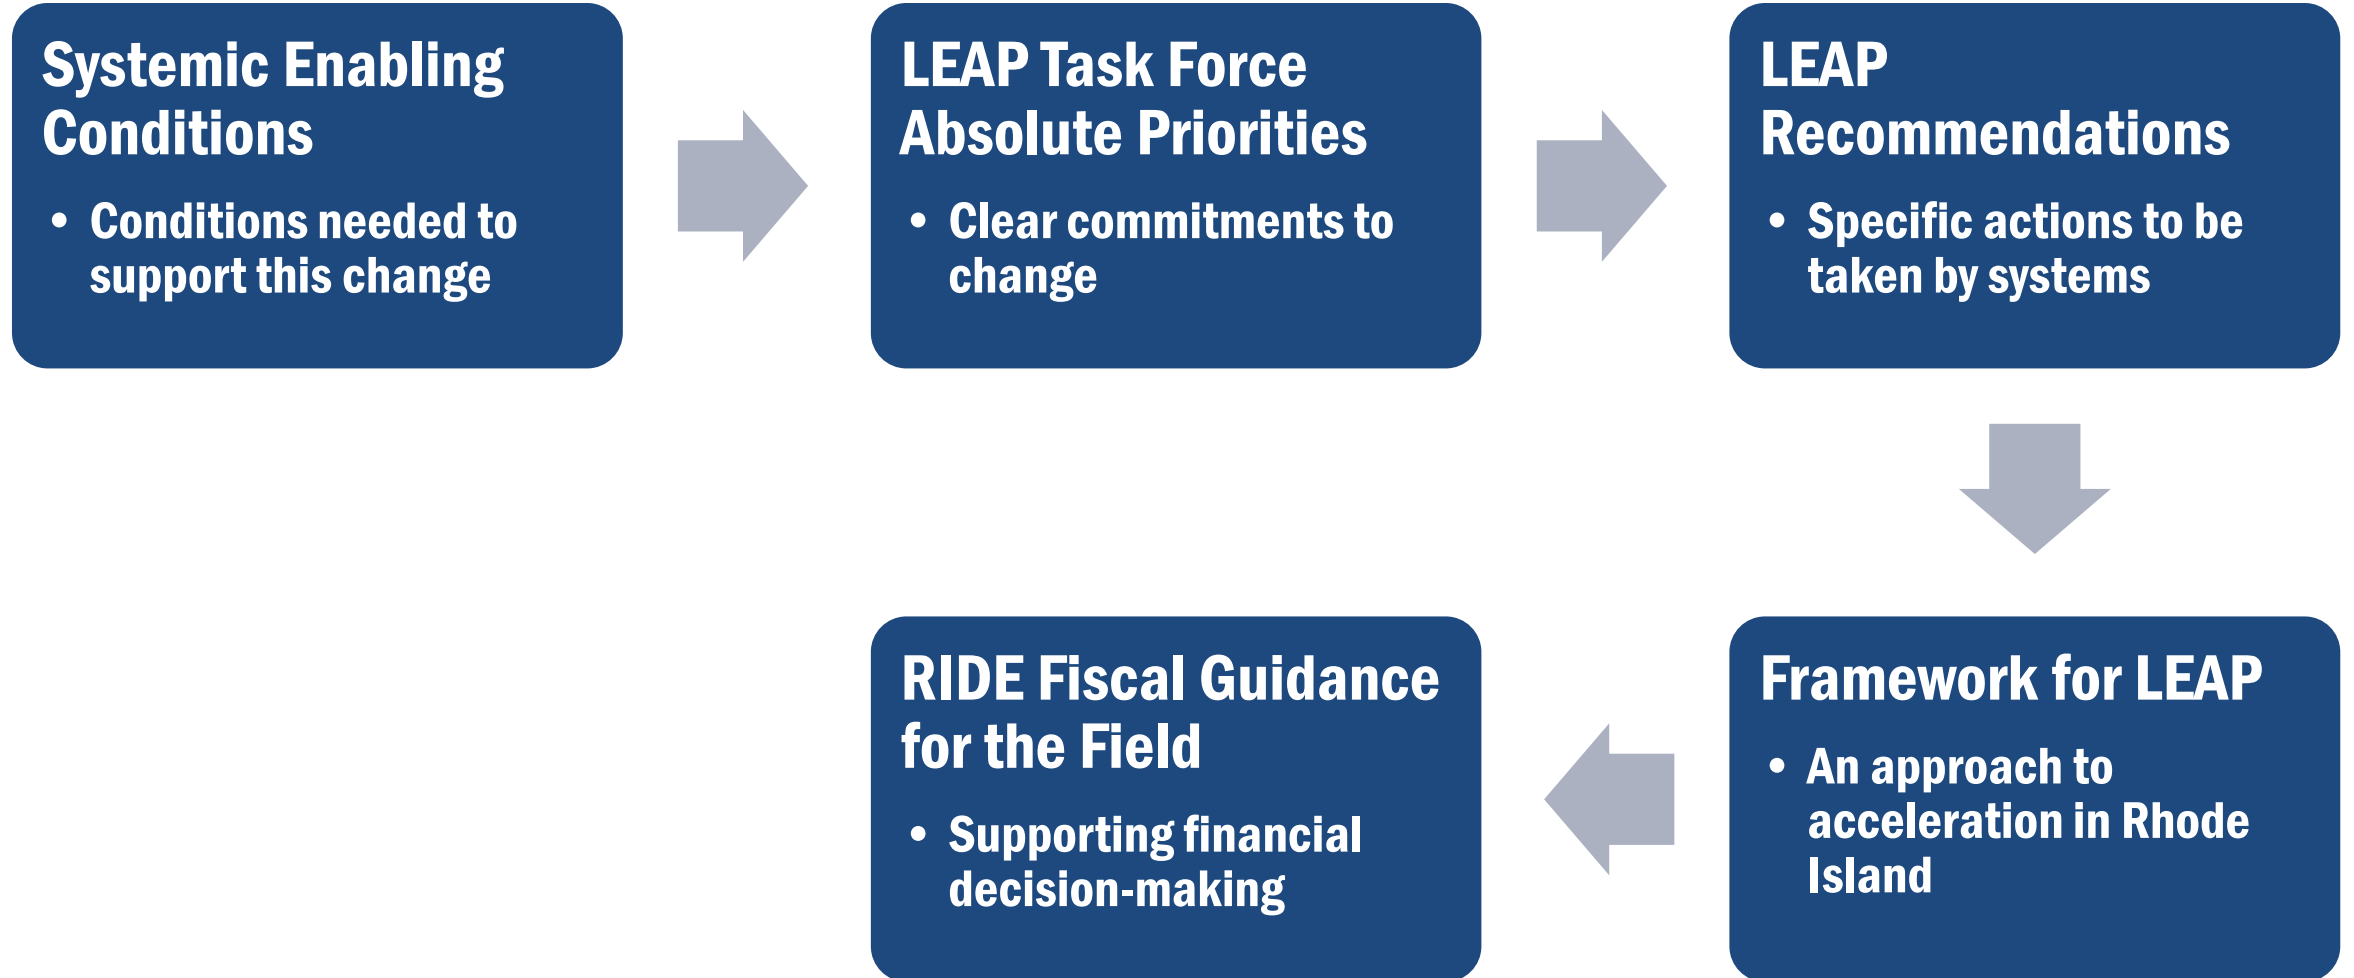 Systemic Enabling
Conditions
• Conditions needed to
support this change
LEAP Task Force
Absolute Priorities
• Clear commitments to
change
LEAP
Recommendations
• Specific actions to be
taken by systems
Framework for LEAP
• An approach to
acceleration in Rhode
Island
RIDE Fiscal Guidance
for the Field
• Supporting financial
decision-making